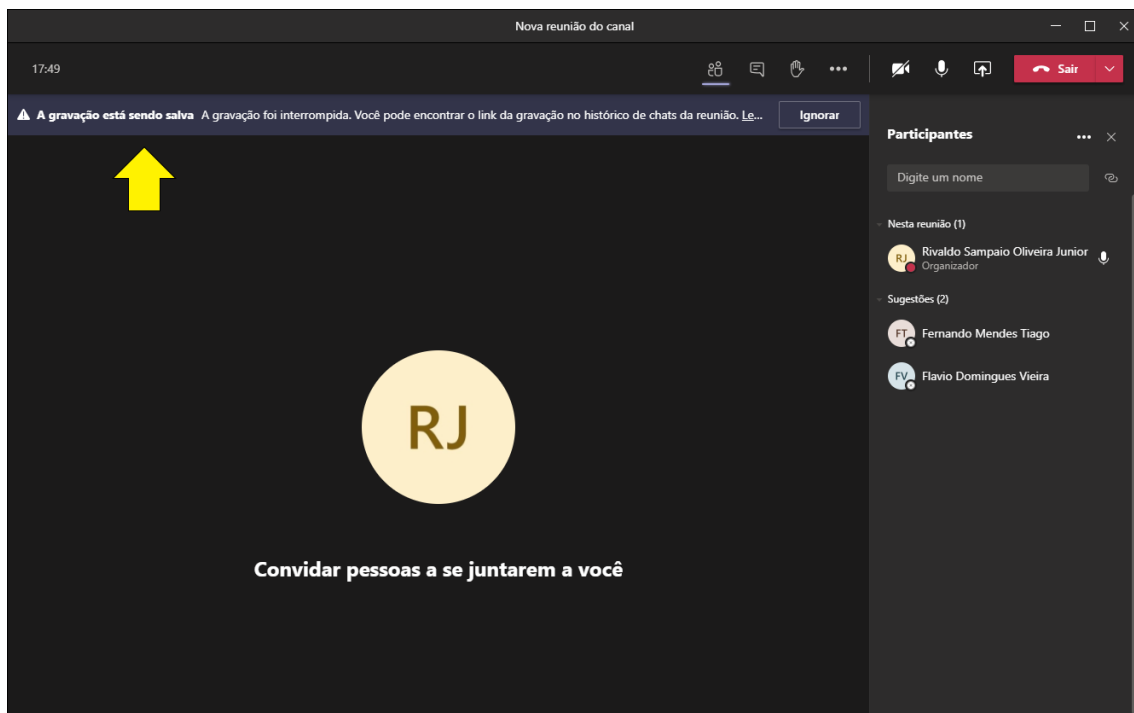 Nova reunião do canal
17:49
Sair
A gravação está sendo salva A gravação foi interrompida. Você pode encontrar o link da gravação no histórico de chats da reunião. Le...
Ignorar
Participantes
Digite um nome
Nesta reunião (1)
RJ
Rivaldo Sampaio Oliveira Junior
Organizador
Sugestões (2)
FT
Fernando Mendes Tiago
FV
Flavio Domingues Vieira
RJ
Convidar pessoas a se juntarem a você